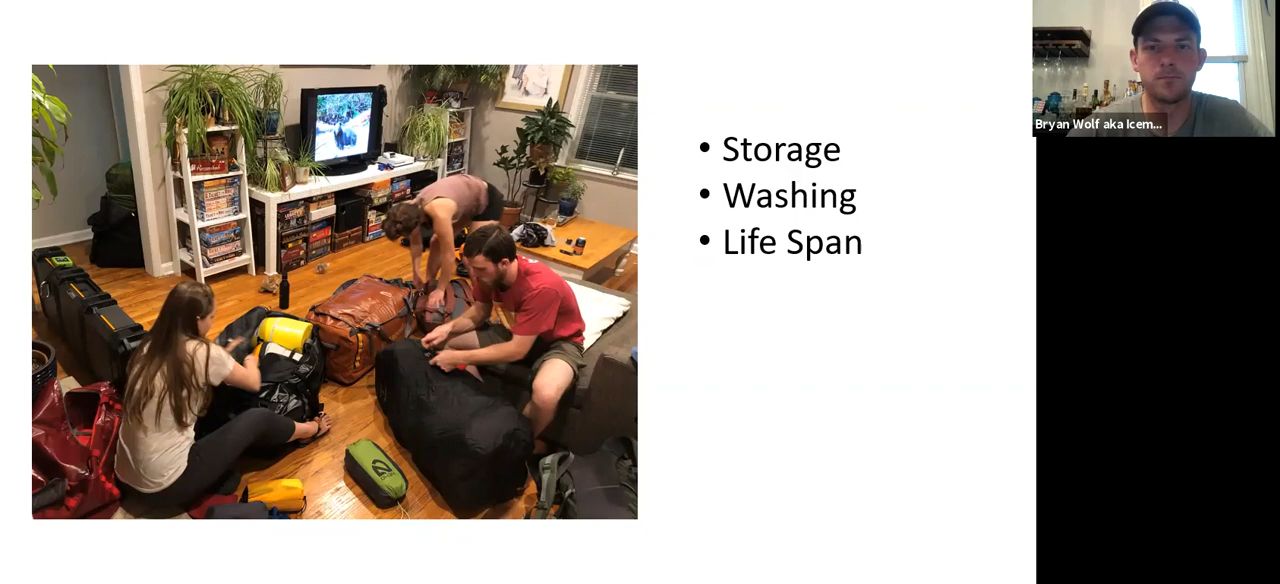 • Storage
• Washing
• Life Span
Bryan Wolf aka Icem...